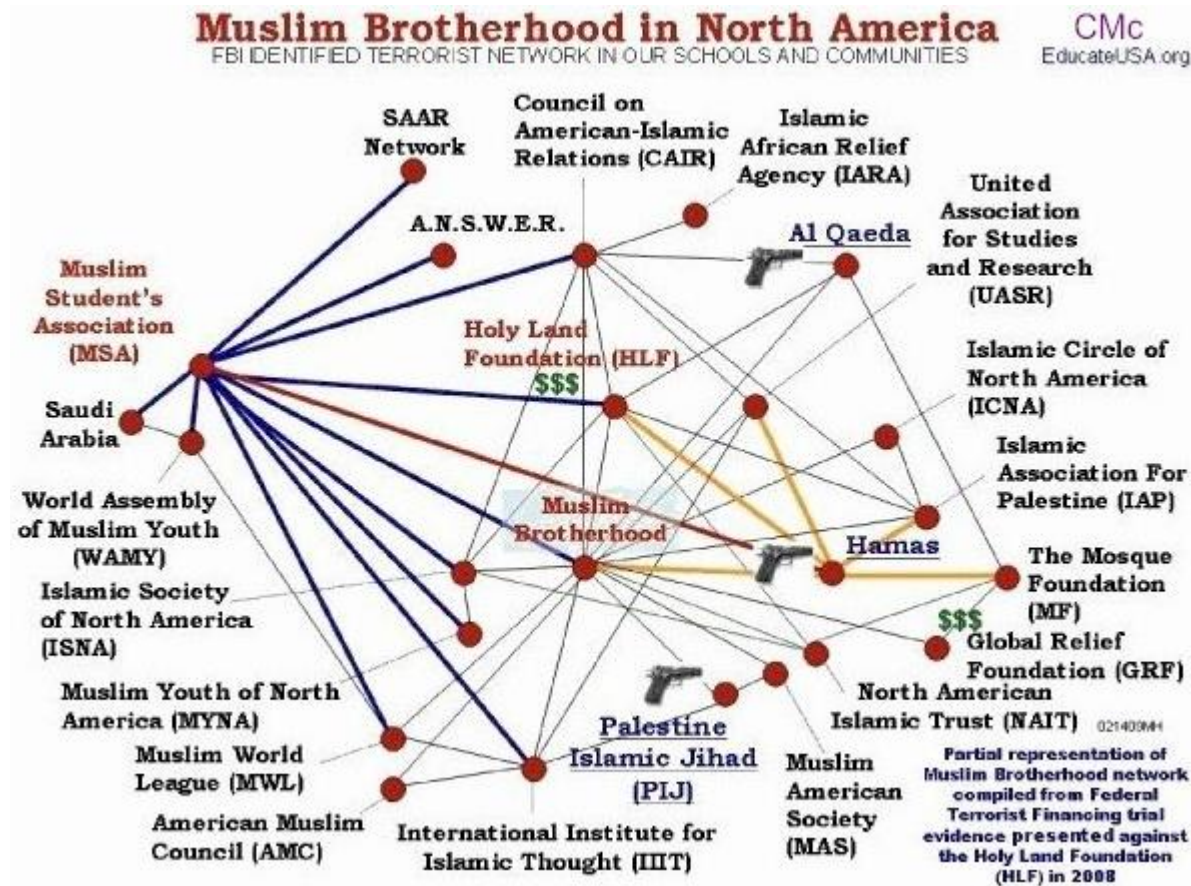 Muslim Brotherhood in North America
FBI IDENTIFIED TERRORIST NETWORK IN OUR SCHOOLS AND COMMUNITIES
CMc
EducateUSA.org
SAAR
Network
Council on
American-Islamic
Relations (CAIR)
Islamic
African Relief
Agency (IARA)
United
Association
for Studies
and Research
(UASR)
A.N.S.W.E.R.
Al Qaeda
Muslim
Student's
Association
(MSA)
Holy Land
Foundation (HLF)
$$$
Islamic Circle of
North America
(ICNA)
Saudi
Arabia
Islamic
Association For
Palestine (IAP)
World Assembly
of Muslim Youth
(WAMY)
Muslim
Brotherhood
Hamas
The Mosque
Foundation
(MF)
Islamic Society
of North America
(ISNA)
$$$
Global Relief
Foundation (GRF)
Muslim Youth of North
America (MYNA)
North American
Islamic Trust (NAIT)
021409MH
Muslim World
League (MWL)
Palestine
Islamic Jihad
(PIJ)
Muslim
American
Society
(MAS)
American Muslim
Council (AMC)
International Institute for
Islamic Thought (IIIT)
Partial representation of
Muslim Brotherhood network
compiled from Federal
Terrorist Financing trial
evidence presented against
the Holy Land Foundation
(HLF) in 2008